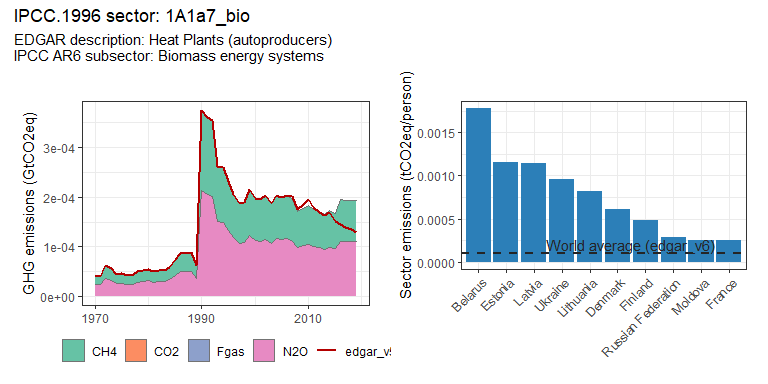 IPCC.1996 sector: 1A1a7_bio
EDGAR description: Heat Plants (autoproducers)
IPCC AR6 subsector: Biomass energy systems
GHG emissions (GtCO2eq)
3e-04
2e-04
1e-04
0e+00
1970
1990
2010
CH4
CO2
Fgas
N2O
edgar_v5
Sector emissions (tCO2eq/person)
0.0015
0.0010
0.0005
0.0000
World average (edgar_v6)
Belarus
Estonia
Latvia
Ukraine
Lithuania
Denmark
Finland
Russian Federation
Moldova
France